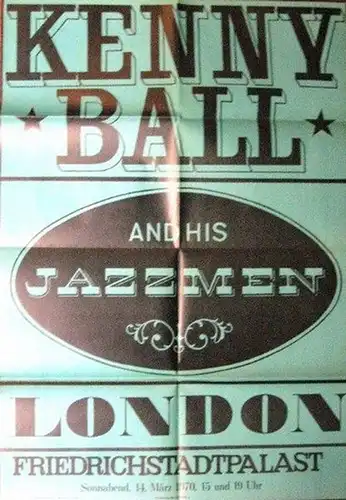 KENNY
BALL
AND HIS
JAZZMEN
LONDON
FRIEDRICHSTADTPALAST
Sonnabend, 14. März 1970, 15 und 19 Uhr